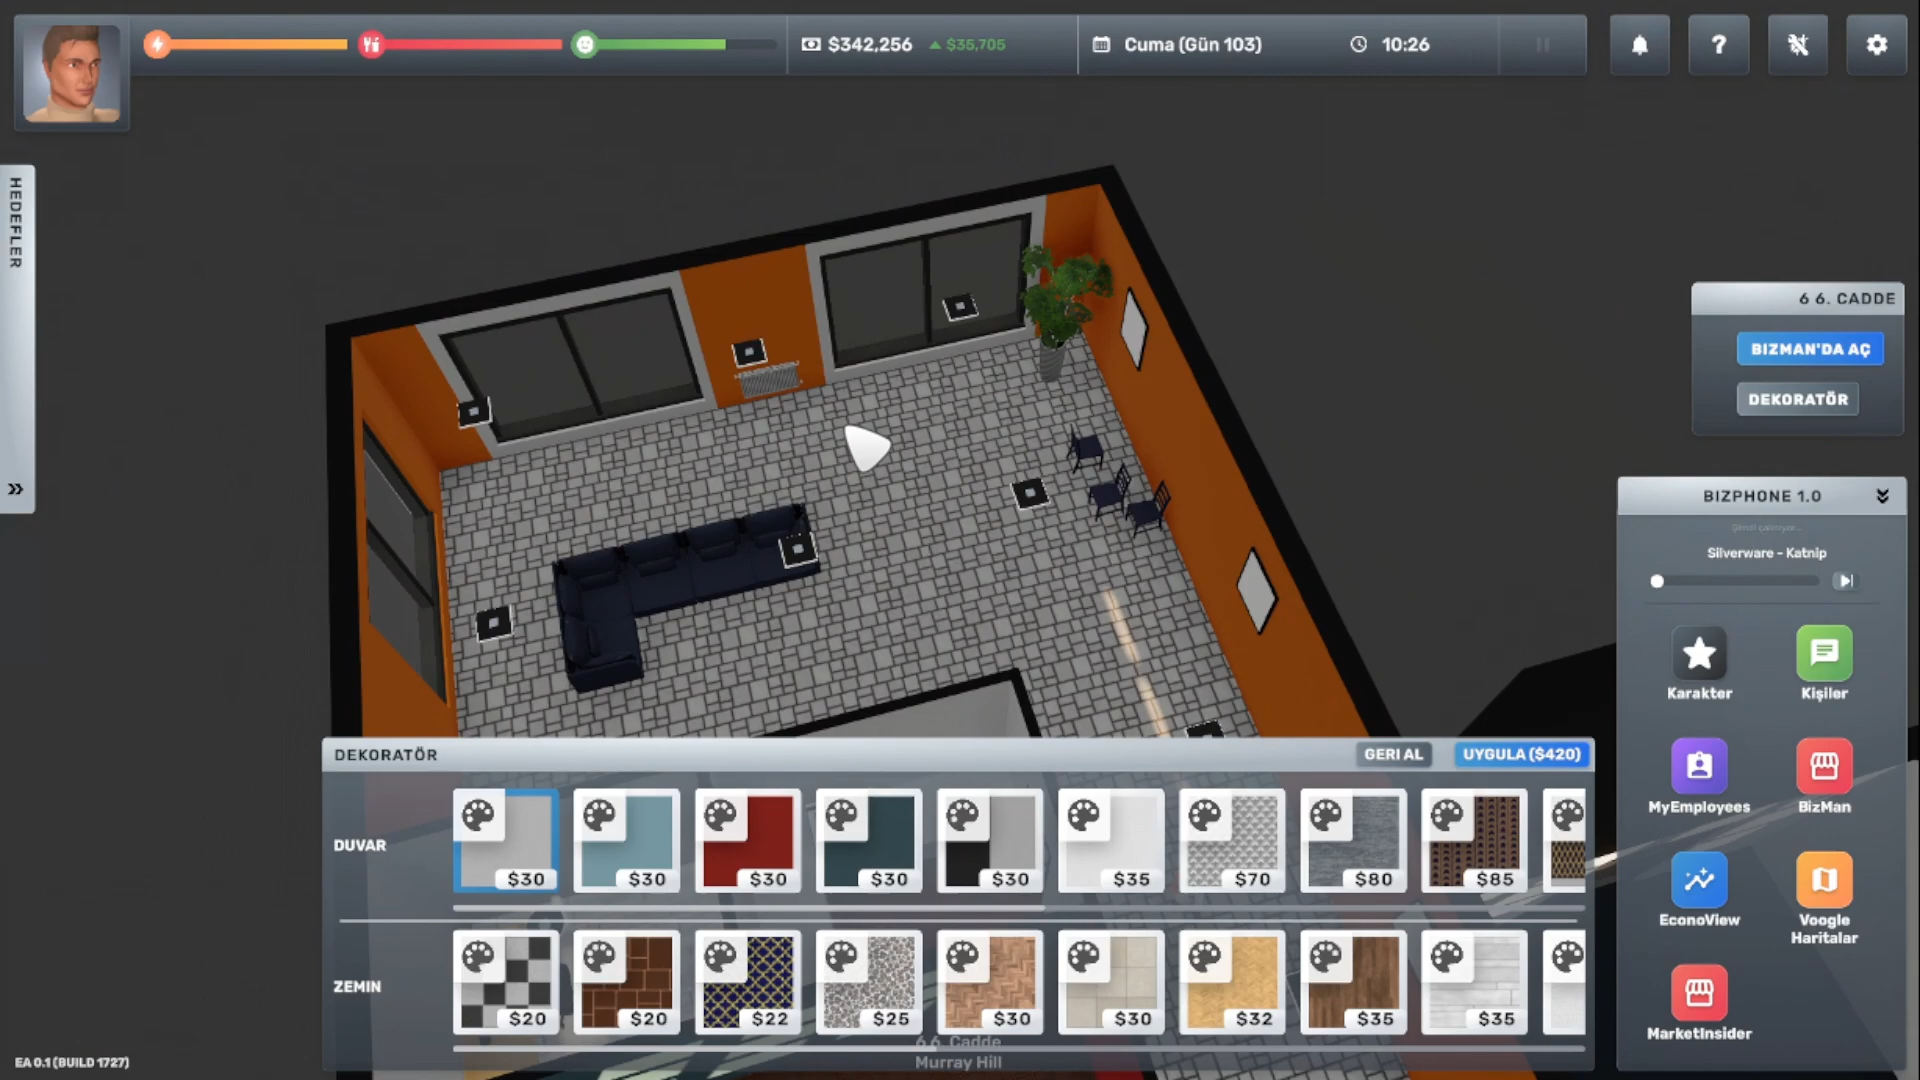 $342,256
$35,705
Cuma (Gün 103)
10:26
?
HEDEFLER
6 6. CADDE
BIZMAN'DA AÇ
DEKORATÖR
BIZPHONE 1.0
Silverware - Katnip
Karakter
Kişiler
MyEmployees
BizMan
EconoView
Voogle
Haritalar
MarketInsider
DEKORATÖR
GERI AL
UYGULA ($420)
DUVAR
$30
$30
$30
$30
$30
$35
$70
$80
$85
ZEMIN
$20
$20
$22
$25
$30
$30
$32
$35
$35
6 6. Cadde
Murray Hill
EA 0.1 (BUILD 1727)